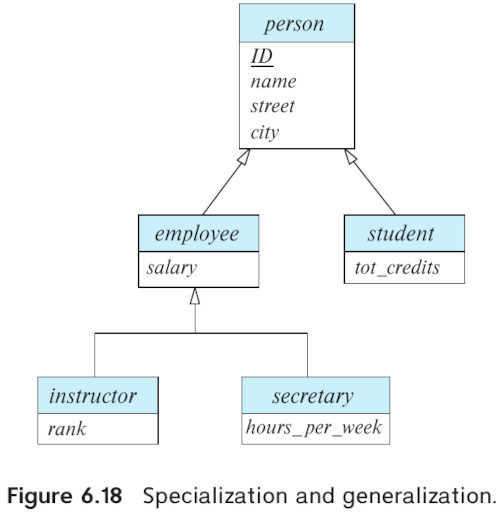 person
ID
name
street
city
employee
salary
student
tot_credits
instructor
rank
secretary
hours_per_week
Figure 6.18 Specialization and generalization.